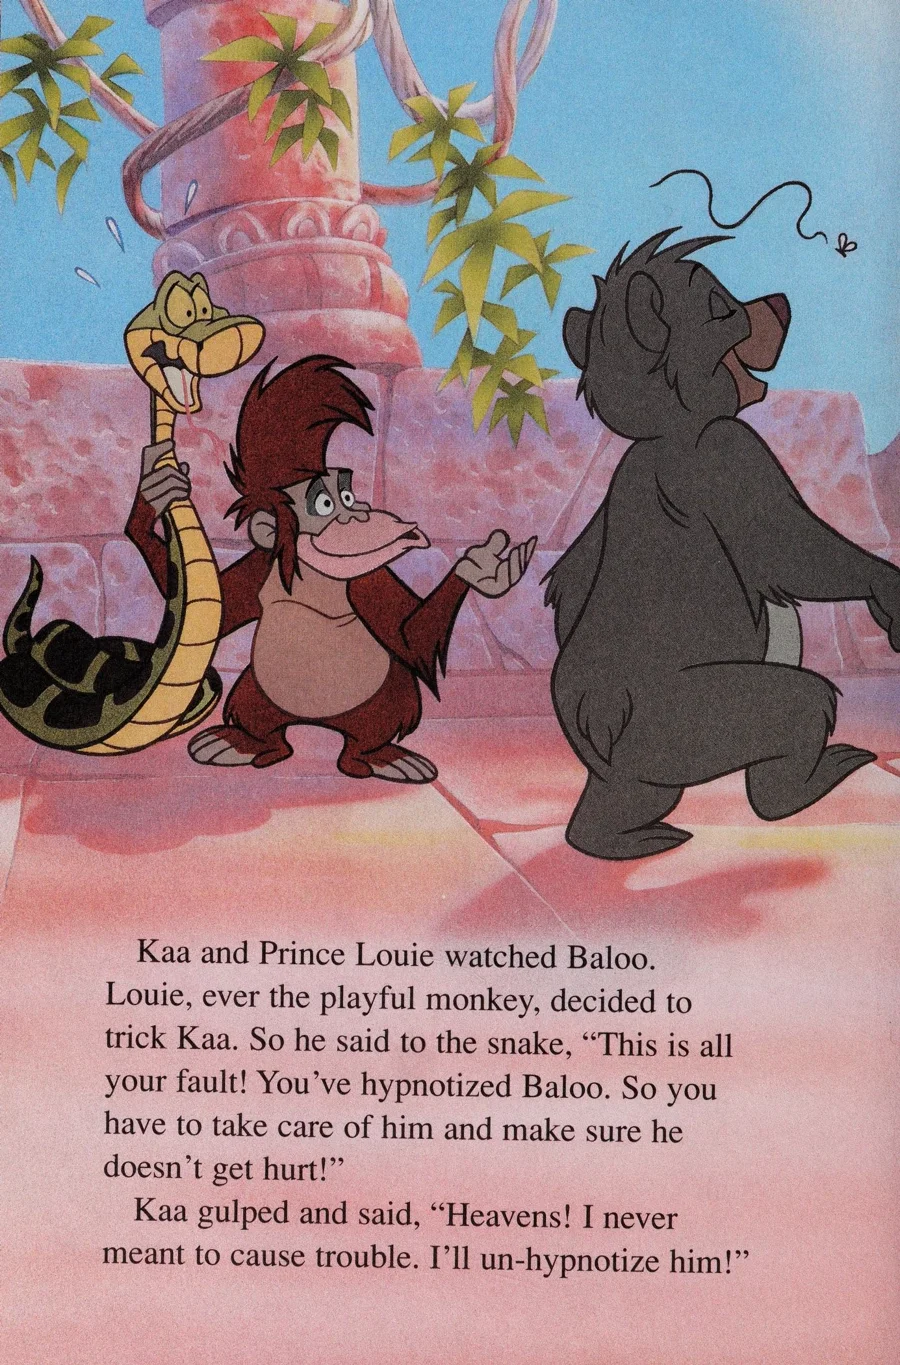 Kaa and Prince Louie watched Baloo.
Louie, ever the playful monkey, decided to
trick Kaa. So he said to the snake, “This is all
your fault! You’ve hypnotized Baloo. So you
have to take care of him and make sure he
doesn’t get hurt!”
Kaa gulped and said, “Heavens! I never
meant to cause trouble. I’ll un-hypnotize him!”